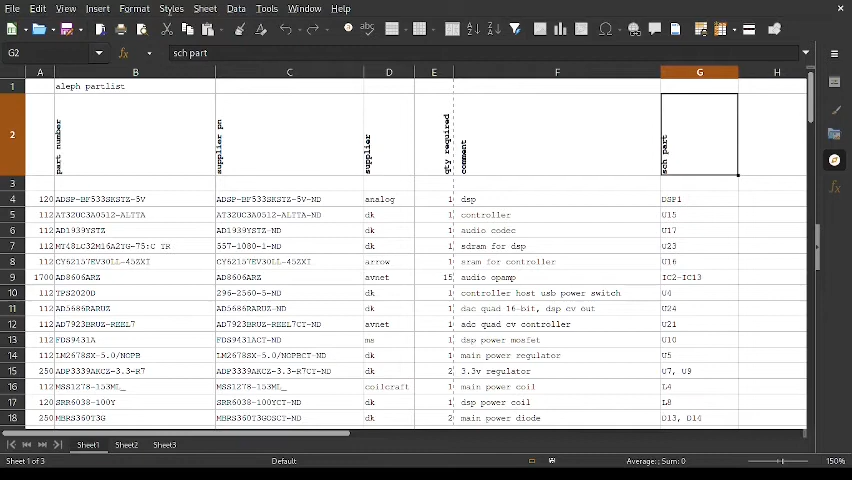 File Edit View Insert Format Styles Sheet Data Tools Window Help
G2 sch part
A B C D E F G H
1 aleph partlist
2 part number supplier pn supplier qty required comment sch part
3
4 120 ADSP-BF533SKSTZ-5V ADSP-BF533SKSTZ-5V-ND analog 1 dsp DSP1
5 112 AT32UC3A0512-ALTTA AT32UC3A0512-ALTTA-ND dk 1 controller U15
6 112 AD1939YSTZ AD1939YSTZ-ND dk 1 audio codec U17
7 112 MT48LC32M16A2TG-75:C TR 557-1080-1-ND dk 1 sdram for dsp U23
8 112 CY62157EV30LL-45ZXI CY62157EV30LL-45ZXI-ND arrow 1 sram for controller U16
9 1700 AD8606ARZ AD8606ARZ-ND avnet 15 audio opamp IC2-IC13
10 112 TPS2020D 296-2560-5-ND dk 1 controller host usb power switch U4
11 112 AD5686RARUZ AD5686RARUZ-ND dk 1 dac quad 16-bit, dsp cv out U24
12 112 AD7923BRUZ-REEL7 AD7923BRUZ-REEL7CT-ND avnet 1 adc quad cv controller U21
13 112 FDS9431A FDS9431ACT-ND ms 1 dsp power mosfet U10
14 112 LM2678SX-5.0/NOPB LM2678SX-5.0/NOPBCT-ND dk 1 main power regulator U5
15 250 ADP3339AKCZ-3.3-R7 ADP3339AKCZ-3.3-R7CT-ND dk 2 3.3v regulator U7, U9
16 112 MSS1278-153ML_ MSS1278-153ML_ coilcraft 1 main power coil L4
17 120 SRR6038-100Y SRR6038-100YCT-ND dk 1 dsp power coil L8
18 250 MBRS360T3G MBRS360T3GOSCT-ND dk 2 main power diode D13, D14
Sheet1 Sheet2 Sheet3
Sheet 1 of 3 Default Average: ; Sum: 0 150%